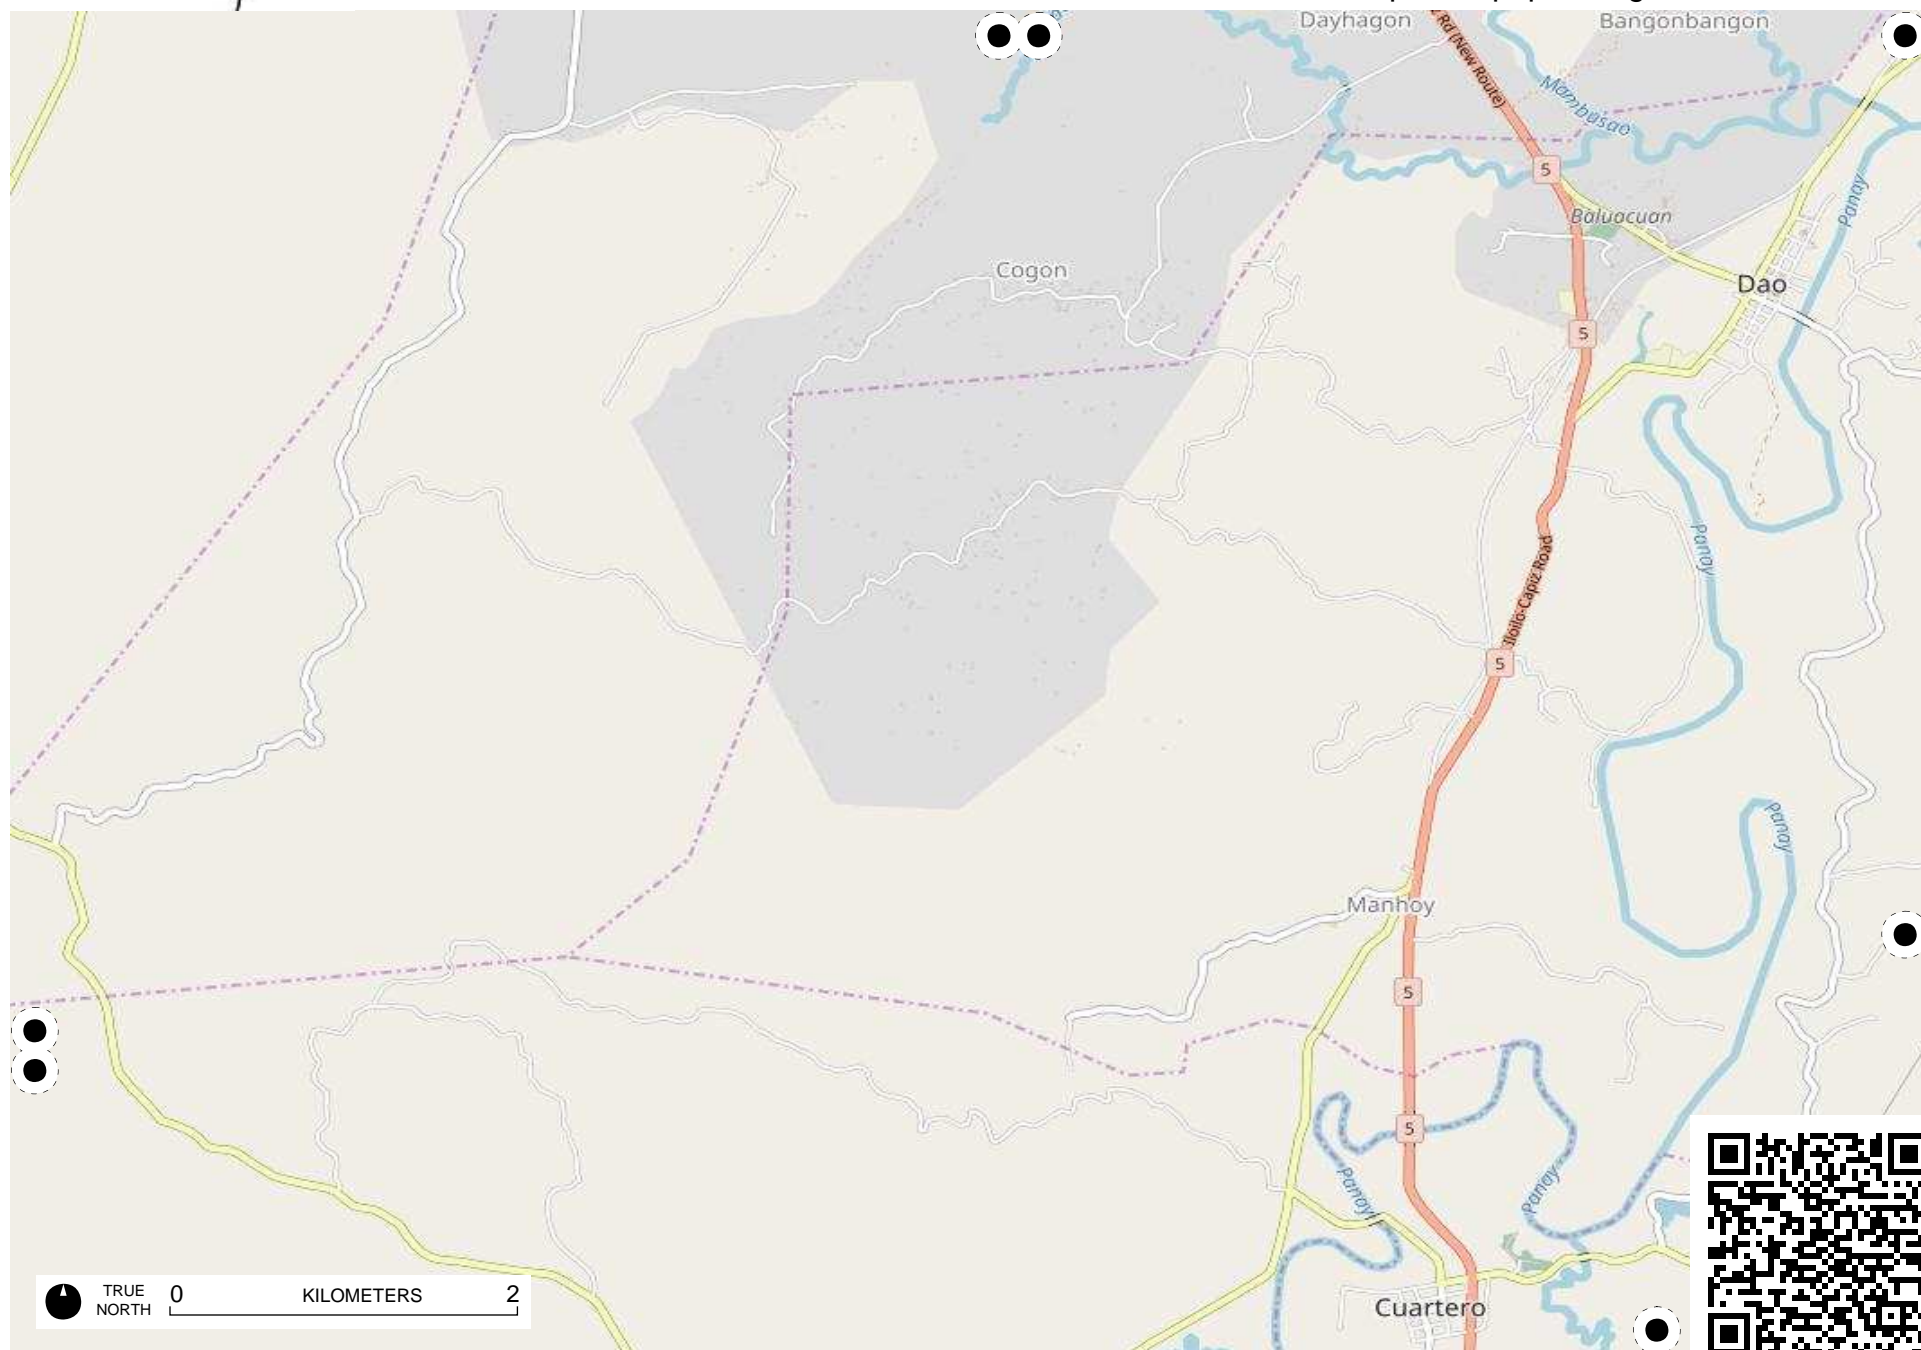 Dayhagon
Bangonbangon
Rd (New Route)
Mambusao
5
Baluacuan
Panay
Cogon
Dao
5
Panay
Iloilo-Capiz Road
5
Panay
Manhoy
5
5
Panay
Panay
TRUE
NORTH
0
KILOMETERS
2
Cuartero